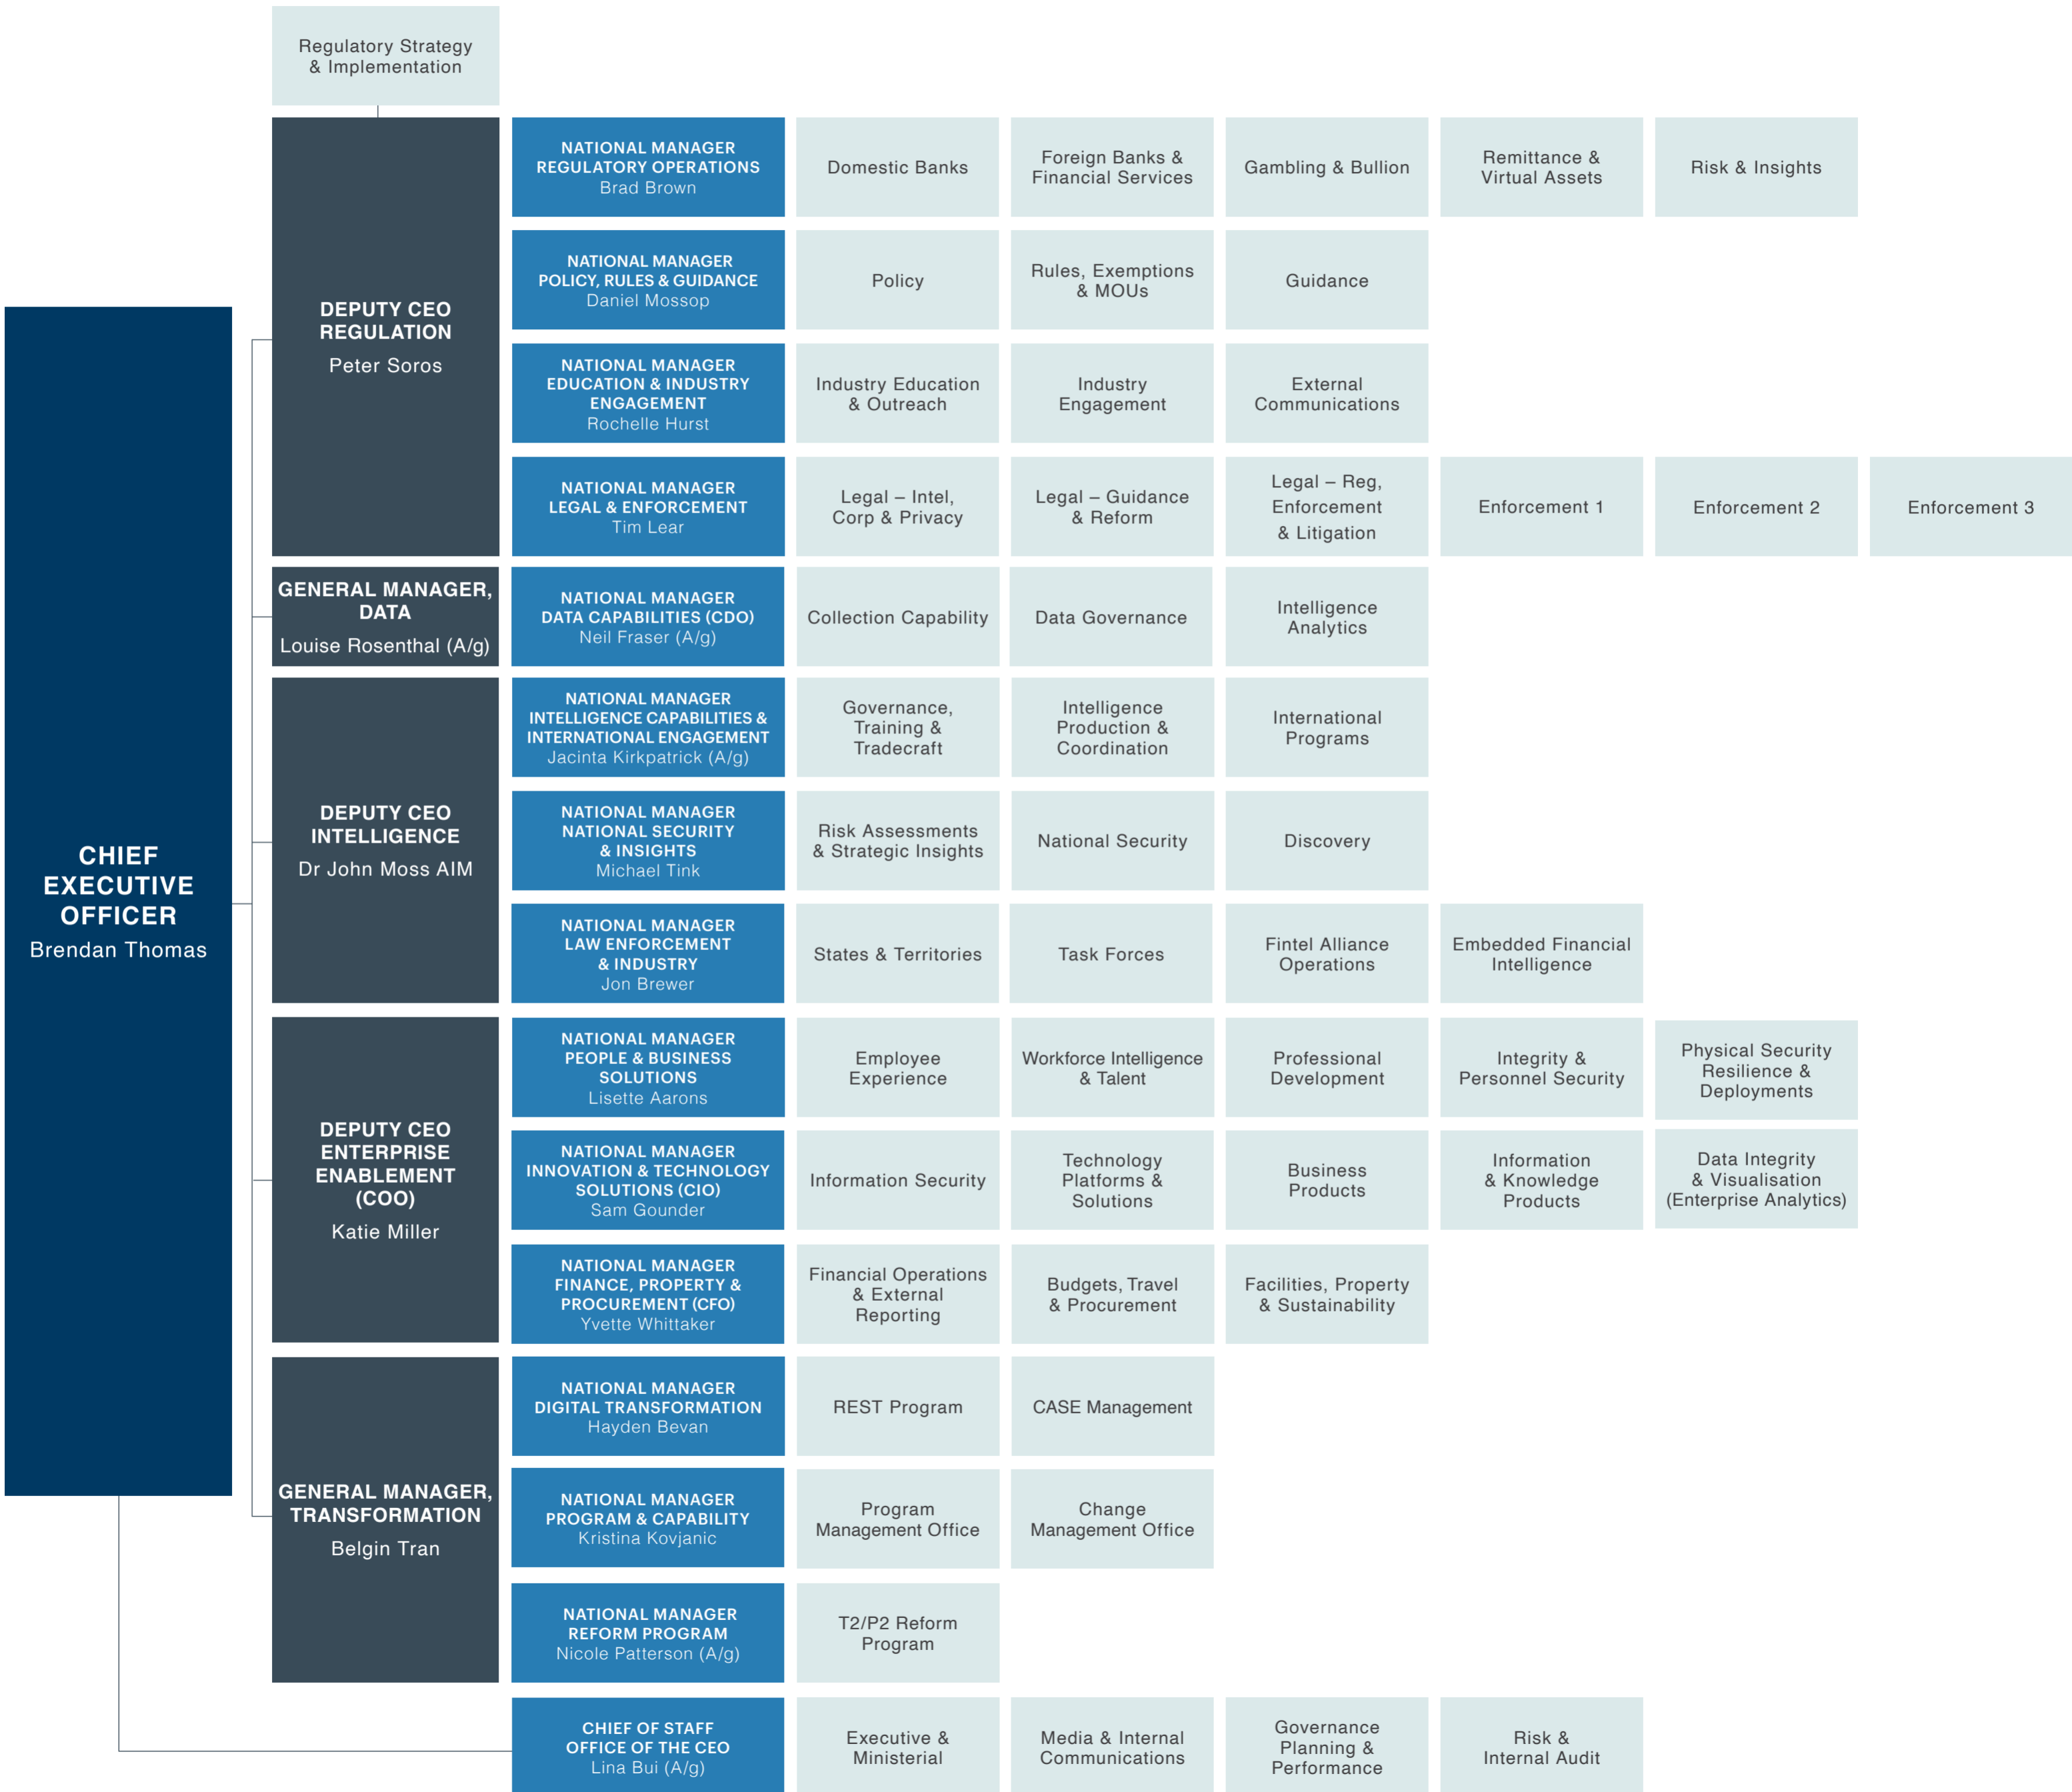 Regulatory Strategy
& Implementation
CHIEF
EXECUTIVE
OFFICER
Brendan Thomas
DEPUTY CEO
REGULATION
Peter Soros
NATIONAL MANAGER
REGULATORY OPERATIONS
Brad Brown
Domestic Banks
Foreign Banks &
Financial Services
Gambling & Bullion
Remittance &
Virtual Assets
Risk & Insights
NATIONAL MANAGER
POLICY, RULES & GUIDANCE
Daniel Mossop
Policy
Rules, Exemptions
& MOUs
Guidance
NATIONAL MANAGER
EDUCATION & INDUSTRY
ENGAGEMENT
Rochelle Hurst
Industry Education
& Outreach
Industry
Engagement
External
Communications
NATIONAL MANAGER
LEGAL & ENFORCEMENT
Tim Lear
Legal – Intel,
Corp & Privacy
Legal – Guidance
& Reform
Legal – Reg,
Enforcement
& Litigation
Enforcement 1
Enforcement 2
Enforcement 3
GENERAL MANAGER,
DATA
Louise Rosenthal (A/g)
NATIONAL MANAGER
DATA CAPABILITIES (CDO)
Neil Fraser (A/g)
Collection Capability
Data Governance
Intelligence
Analytics
DEPUTY CEO
INTELLIGENCE
Dr John Moss AIM
NATIONAL MANAGER
INTELLIGENCE CAPABILITIES &
INTERNATIONAL ENGAGEMENT
Jacinta Kirkpatrick (A/g)
Governance,
Training &
Tradecraft
Intelligence
Production &
Coordination
International
Programs
NATIONAL MANAGER
NATIONAL SECURITY
& INSIGHTS
Michael Tink
Risk Assessments
& Strategic Insights
National Security
Discovery
NATIONAL MANAGER
LAW ENFORCEMENT
& INDUSTRY
Jon Brewer
States & Territories
Task Forces
Fintel Alliance
Operations
Embedded Financial
Intelligence
DEPUTY CEO
ENTERPRISE
ENABLEMENT
(COO)
Katie Miller
NATIONAL MANAGER
PEOPLE & BUSINESS
SOLUTIONS
Lisette Aarons
Employee
Experience
Workforce Intelligence
& Talent
Professional
Development
Integrity &
Personnel Security
Physical Security
Resilience &
Deployments
NATIONAL MANAGER
INNOVATION & TECHNOLOGY
SOLUTIONS (CIO)
Sam Gounder
Information Security
Technology
Platforms &
Solutions
Business
Products
Information
& Knowledge
Products
Data Integrity
& Visualisation
(Enterprise Analytics)
NATIONAL MANAGER
FINANCE, PROPERTY &
PROCUREMENT (CFO)
Yvette Whittaker
Financial Operations
& External
Reporting
Budgets, Travel
& Procurement
Facilities, Property
& Sustainability
GENERAL MANAGER,
TRANSFORMATION
Belgin Tran
NATIONAL MANAGER
DIGITAL TRANSFORMATION
Hayden Bevan
REST Program
CASE Management
NATIONAL MANAGER
PROGRAM & CAPABILITY
Kristina Kovjanic
Program
Management Office
Change
Management Office
NATIONAL MANAGER
REFORM PROGRAM
Nicole Patterson (A/g)
T2/P2 Reform
Program
CHIEF OF STAFF
OFFICE OF THE CEO
Lina Bui (A/g)
Executive &
Ministerial
Media & Internal
Communications
Governance
Planning &
Performance
Risk &
Internal Audit